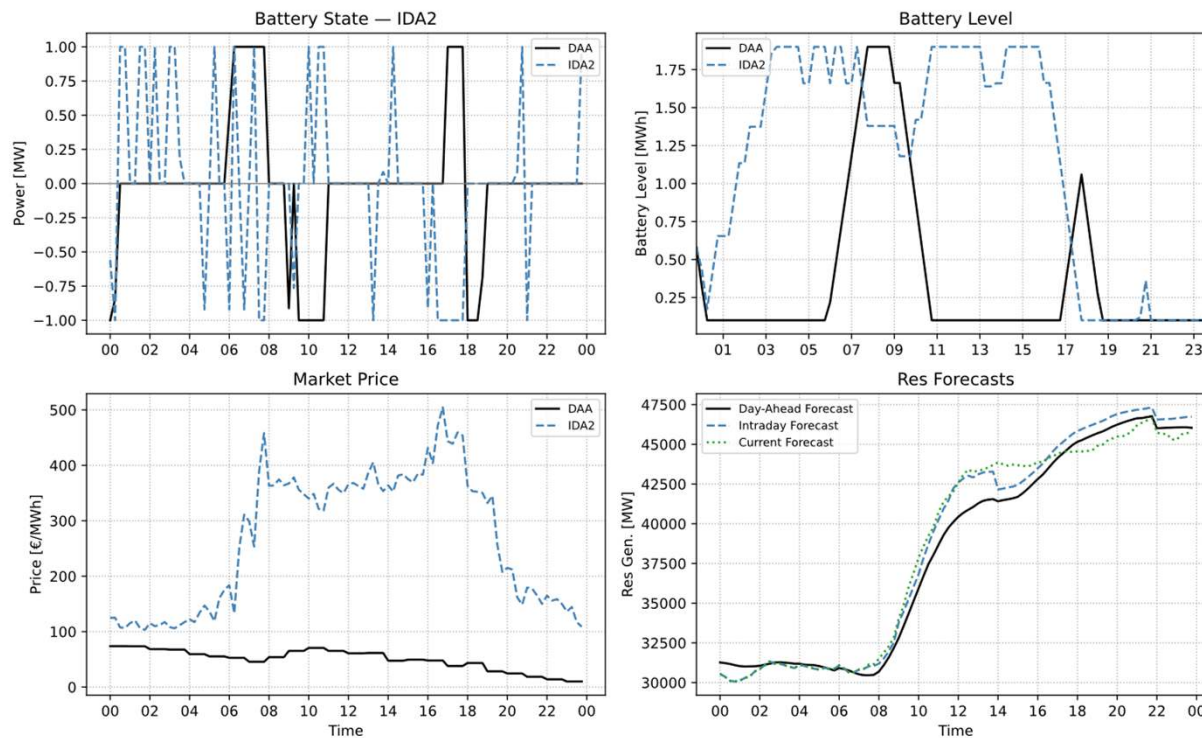 Battery State — IDA2
1.00
0.75
0.50
0.25
0.00
−0.25
−0.50
−0.75
−1.00
Power [MW]
DAA
IDA2
00 02 04 06 08 10 12 14 16 18 20 22 00
Battery Level
1.75
1.50
1.25
1.00
0.75
0.50
0.25
Battery Level [MWh]
DAA
IDA2
01 03 05 07 09 11 13 15 17 19 21 23
Market Price
500
400
300
200
100
0
Price [€/MWh]
DAA
IDA2
00 02 04 06 08 10 12 14 16 18 20 22 00
Time
Res Forecasts
47500
45000
42500
40000
37500
35000
32500
30000
Res Gen. [MW]
Day-Ahead Forecast
Intraday Forecast
Current Forecast
00 02 04 06 08 10 12 14 16 18 20 22 00
Time